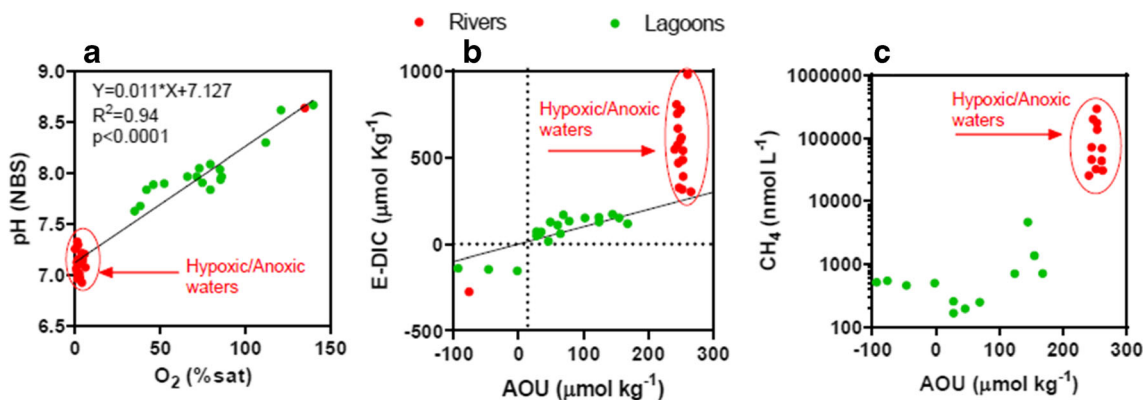 Rivers
Lagoons
a
b
c
9.0
8.5
8.0
7.5
7.0
6.5
pH (NBS)
Y=0.011*X+7.127
R²=0.94
p<0.0001
Hypoxic/Anoxic
waters
0
50
100
150
O₂ (%sat)
1000
500
0
-500
E-DIC (µmol Kg⁻¹)
Hypoxic/Anoxic
waters
-100
0
100
200
300
AOU (µmol kg⁻¹)
1000000
100000
10000
1000
100
CH₄ (nmol L⁻¹)
Hypoxic/Anoxic
waters
-100
0
100
200
300
AOU (µmol kg⁻¹)